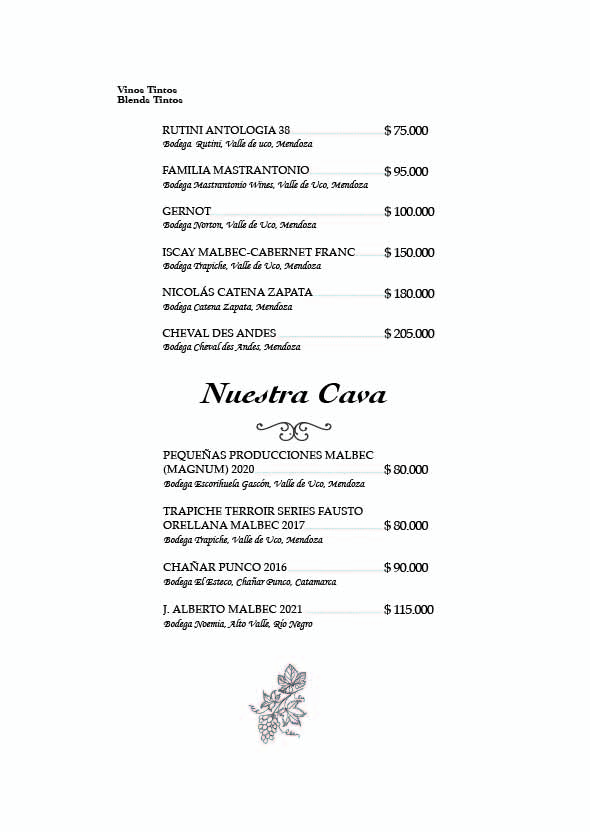 Vinos Tintos
Blends Tintos
RUTINI ANTOLOGIA 38 $ 75.000
Bodega Rutini, Valle de uco, Mendoza
FAMILIA MASTRANTONIO $ 95.000
Bodega Mastrantonio Wines, Valle de Uco, Mendoza
GERNOT $ 100.000
Bodega Norton, Valle de Uco, Mendoza
ISCAY MALBEC-CABERNET FRANC $ 150.000
Bodega Trapiche, Valle de Uco, Mendoza
NICOLÁS CATENA ZAPATA $ 180.000
Bodega Catena Zapata, Mendoza
CHEVAL DES ANDES $ 205.000
Bodega Cheval des Andes, Mendoza
Nuestra Cava
PEQUEÑAS PRODUCCIONES MALBEC
(MAGNUM) 2020 $ 80.000
Bodega Escorihuela Gascón, Valle de Uco, Mendoza
TRAPICHE TERROIR SERIES FAUSTO
ORELLANA MALBEC 2017 $ 80.000
Bodega Trapiche, Valle de Uco, Mendoza
CHAÑAR PUNCO 2016 $ 90.000
Bodega El Esteco, Chañar Punco, Catamarca
J. ALBERTO MALBEC 2021 $ 115.000
Bodega Noemia, Alto Valle, Río Negro